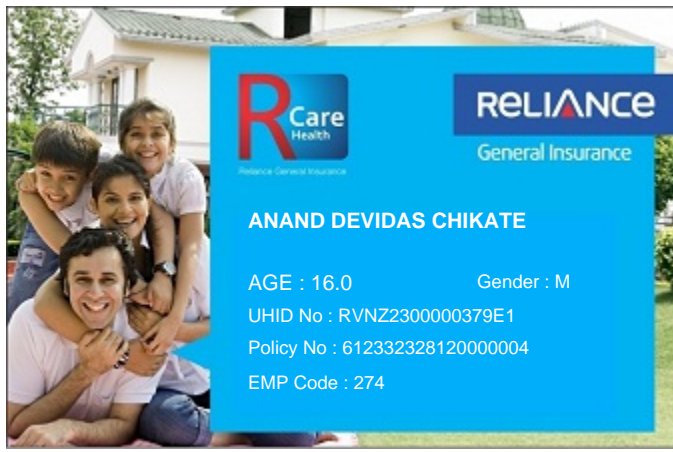 R Care
Health
Reliance General Insurance
RELIANCE
General Insurance
ANAND DEVIDAS CHIKATE
AGE : 16.0 Gender : M
UHID No : RVNZ2300000379E1
Policy No : 612332328120000004
EMP Code : 274